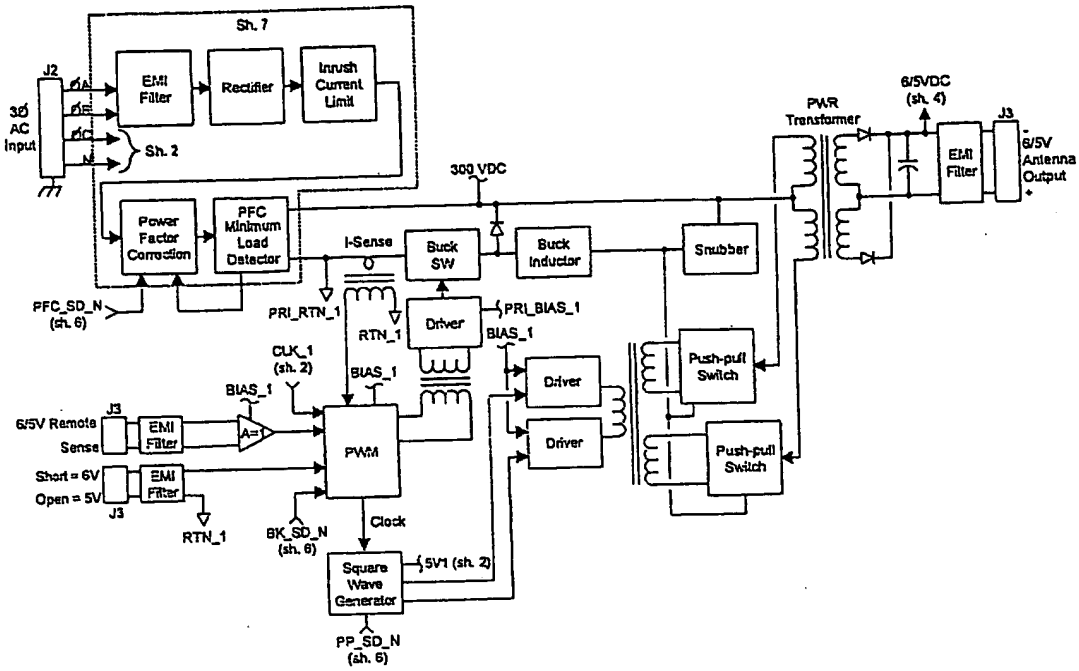 Sh. 7
J2
3Ø
AC
Input
ØA
ØB
ØC
N
Sh. 2
EMI
Filter
Rectifier
Inrush
Current
Limit
Power
Factor
Correction
PFC
Minimum
Load
Detector
PFC_SD_N
(sh. 6)
300 VDC
I-Sense
Buck
SW
Buck
Inductor
Snubber
PWR
Transformer
6/5VDC
(sh. 4)
EMI
Filter
J3
-
6/5V
Antenna
Output
+
PRI_RTN_1
RTN_1
Driver
PRI_BIAS_1
BIAS_1
CLK_1
(sh. 2)
BIAS_1
BIAS_1
Driver
Driver
Push-pull
Switch
Push-pull
Switch
J3
6/5V Remote
Sense
EMI
Filter
A=1
PWM
Short = 6V
Open = 5V
J3
EMI
Filter
RTN_1
BK_SD_N
(sh. 6)
Clock
Square
Wave
Generator
5V1 (sh. 2)
PP_SD_N
(sh. 6)